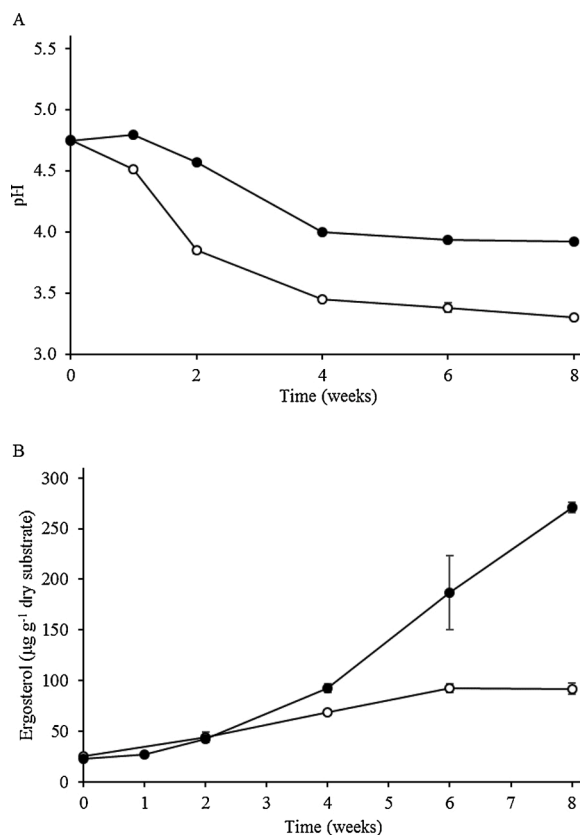 A
5.5
5.0
4.5
4.0
3.5
3.0
pH
0 2 4 6 8
Time (weeks)
B
300
250
200
150
100
50
0
Ergosterol (µg g⁻¹ dry substrate)
0 1 2 3 4 5 6 7 8
Time (weeks)